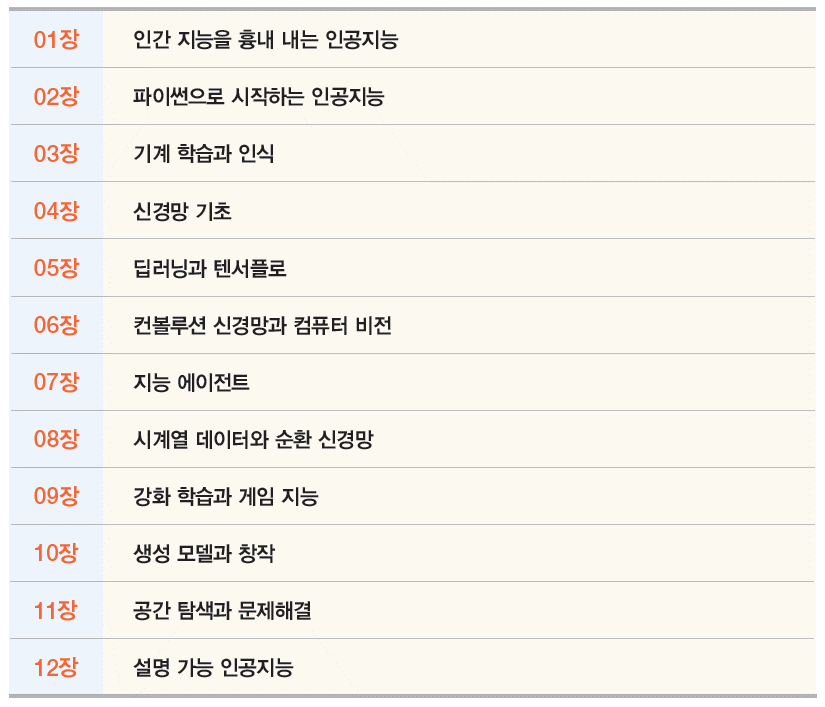 01장 인간 지능을 흉내 내는 인공지능
02장 파이썬으로 시작하는 인공지능
03장 기계 학습과 인식
04장 신경망 기초
05장 딥러닝과 텐서플로
06장 컨볼루션 신경망과 컴퓨터 비전
07장 지능 에이전트
08장 시계열 데이터와 순환 신경망
09장 강화 학습과 게임 지능
10장 생성 모델과 창작
11장 공간 탐색과 문제해결
12장 설명 가능 인공지능